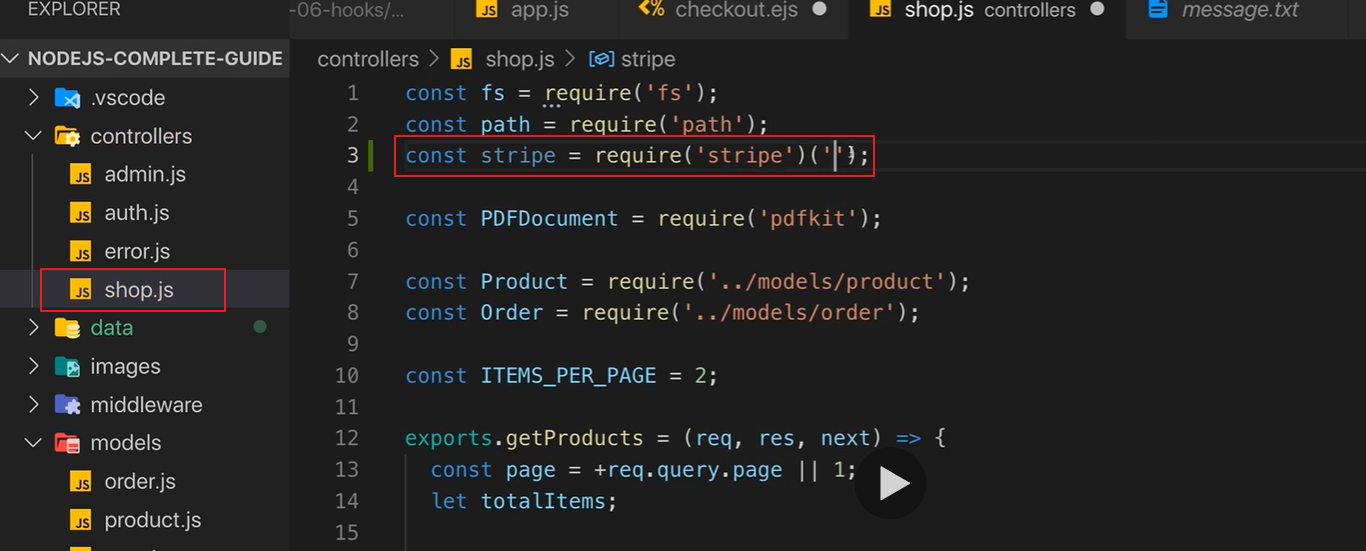 EXPLORER
-06-hooks/...
app.js
checkout.ejs
shop.js controllers
message.txt
NODEJS-COMPLETE-GUIDE
controllers > shop.js > stripe
.vscode
controllers
admin.js
auth.js
error.js
shop.js
data
images
middleware
models
order.js
product.js
1 const fs = require('fs');
2 const path = require('path');
3 const stripe = require('stripe')('');
4
5 const PDFDocument = require('pdfkit');
6
7 const Product = require('../models/product');
8 const Order = require('../models/order');
9
10 const ITEMS_PER_PAGE = 2;
11
12 exports.getProducts = (req, res, next) => {
13 const page = +req.query.page || 1;
14 let totalItems;
15